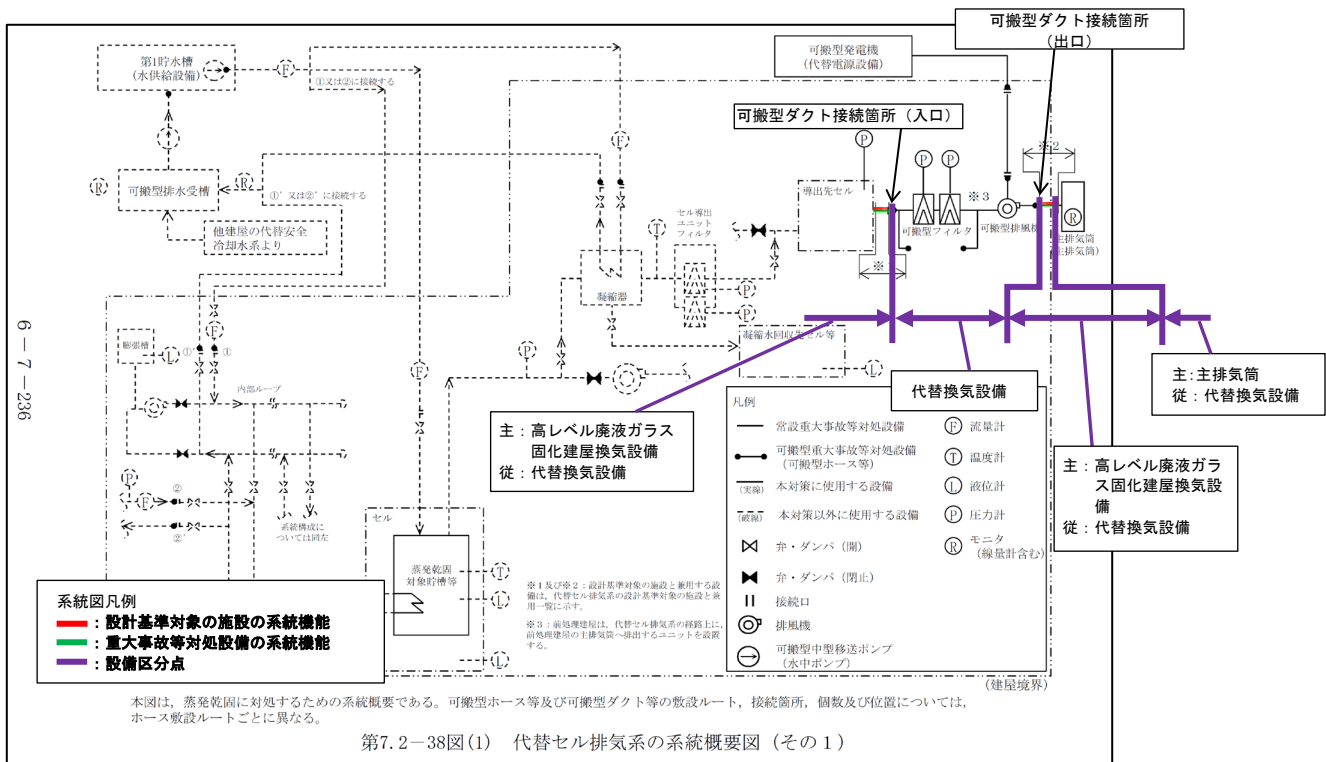 可搬型ダクト接続箇所
(出口)
可搬型発電機
(代替電源設備)
第1貯水槽
(水供給設備)
F
①又は②に接続する
可搬型ダクト接続箇所(入口)
F
P
P
P
※2
R
可搬型排水受槽
R
①’又は②’に接続する
他建屋の代替安全
冷却水系より
導出先セル
※3
可搬型フィルタ
可搬型排風機
R
主排気筒
(主排気筒)
※
T
セル導出
ユニット
フィルタ
凝縮器
P
P
凝縮水回収先セル等
L
膨張槽
L
①’
①
F
内部ループ
F
P
P
F
②
②’
系統構成に
ついては同左
主：高レベル廃液ガラス
固化建屋換気設備
従：代替換気設備
代替換気設備
主:主排気筒
従：代替換気設備
主：高レベル廃液ガラ
ス固化建屋換気設
備
従：代替換気設備
凡例
常設重大事故等対処設備
可搬型重大事故等対処設備
(可搬型ホース等)
(実線)
本対策に使用する設備
(破線)
本対策以外に使用する設備
弁・ダンパ（開）
弁・ダンパ（閉止）
接続口
排風機
可搬型中型移送ポンプ
(水中ポンプ)
F 流量計
T 温度計
L 液位計
P 圧力計
R モニタ
(線量計含む)
セル
蒸発乾固
対象貯槽等
T
L
L
※1及び※2：設計基準対象の施設と兼用する設
備は，代替セル排気系の設計基準対象の施設と兼
用一覧に示す。
※3：前処理建屋は，代替セル排気系の経路上に，
前処理建屋の主排気筒へ排出するユニットを設置
する。
系統図凡例
：設計基準対象の施設の系統機能
：重大事故等対処設備の系統機能
：設備区分点
(建屋境界)
本図は，蒸発乾固に対処するための系統概要である。可搬型ホース等及び可搬型ダクト等の敷設ルート，接続箇所，個数及び位置については，
ホース敷設ルートごとに異なる。
第7.2－38図(1)　代替セル排気系の系統概要図（その1）
6－7－236